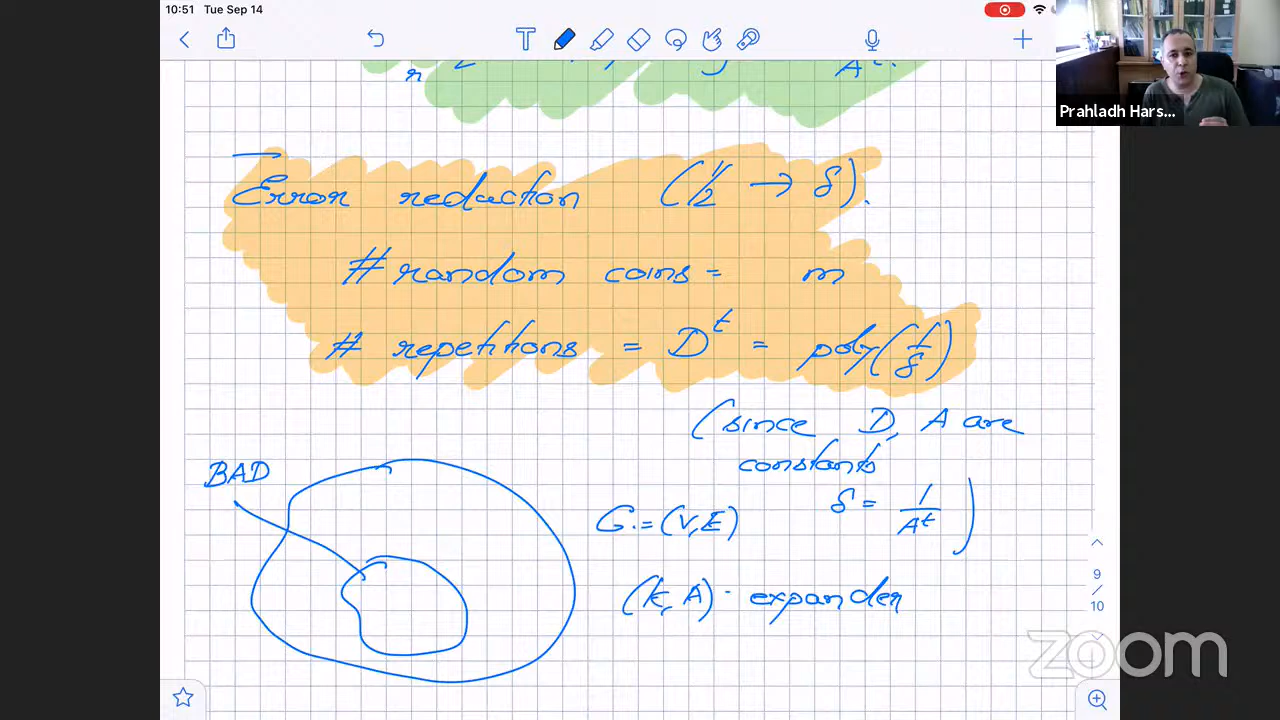 10:51 Tue Sep 14
Prahladh Hars...
Error reduction (1/2 → δ).
# random coins = m
# repetitions = D^t = poly(1/δ)
(since D, A are
constants
δ = 1/A^t)
BAD
G = (V, E)
(K, A) - expander
9
/
10
zoom